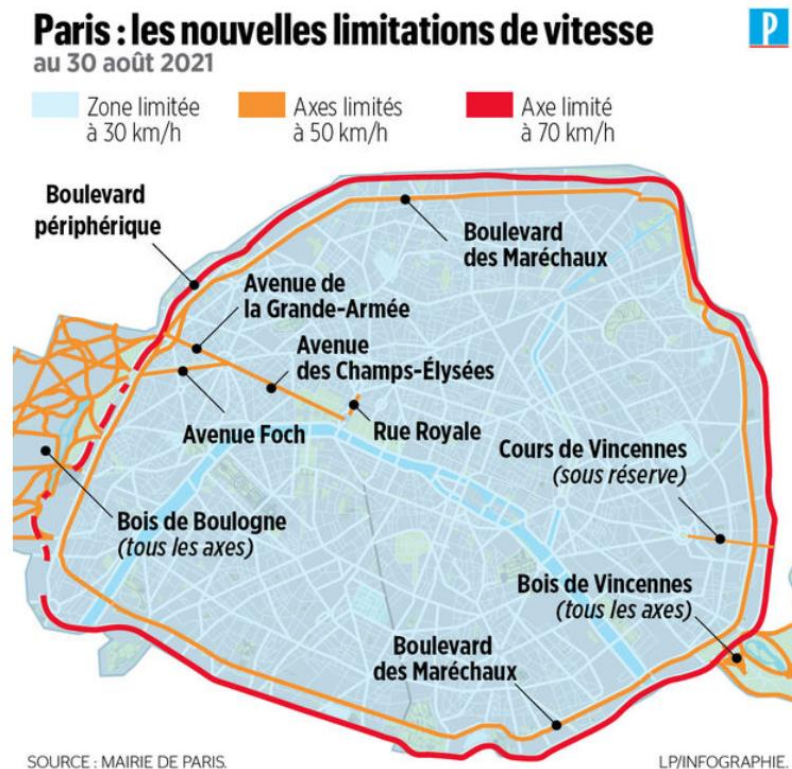 Paris : les nouvelles limitations de vitesse
P
au 30 août 2021
Zone limitée
à 30 km/h
Axes limités
à 50 km/h
Axe limité
à 70 km/h
Boulevard
périphérique
Boulevard
des Maréchaux
Avenue de
la Grande-Armée
Avenue
des Champs-Élysées
Avenue Foch
Rue Royale
Cours de Vincennes
(sous réserve)
Bois de Boulogne
(tous les axes)
Bois de Vincennes
(tous les axes)
Boulevard
des Maréchaux
SOURCE : MAIRIE DE PARIS.
LP/INFOGRAPHIE.